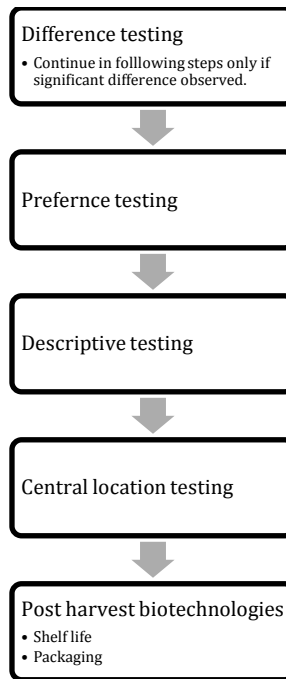 Difference testing
• Continue in folllowing steps only if
significant difference observed.
Prefernce testing
Descriptive testing
Central location testing
Post harvest biotechnologies
• Shelf life
• Packaging